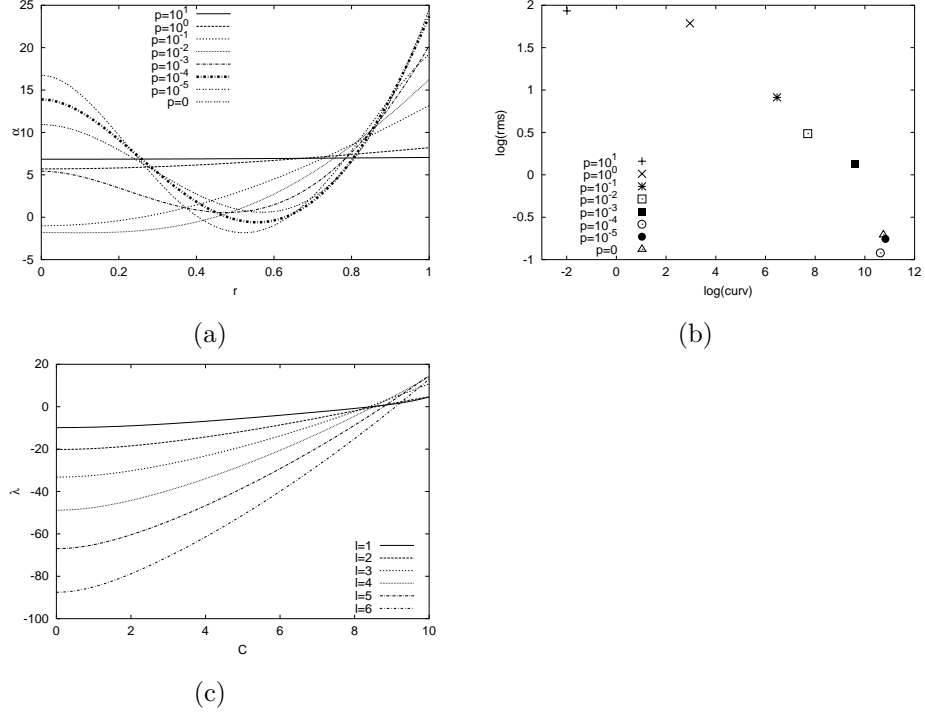 25
20
15
10
5
0
-5
α
0 0.2 0.4 0.6 0.8 1
r
p=10^1
p=10^0
p=10^-1
p=10^-2
p=10^-3
p=10^-4
p=10^-5
p=0
(a)
2
1.5
1
0.5
0
-0.5
-1
log(rms)
-2 0 2 4 6 8 10 12
log(curv)
p=10^1
p=10^0
p=10^-1
p=10^-2
p=10^-3
p=10^-4
p=10^-5
p=0
(b)
20
0
-20
-40
-60
-80
-100
λ
0 2 4 6 8 10
C
l=1
l=2
l=3
l=4
l=5
l=6
(c)